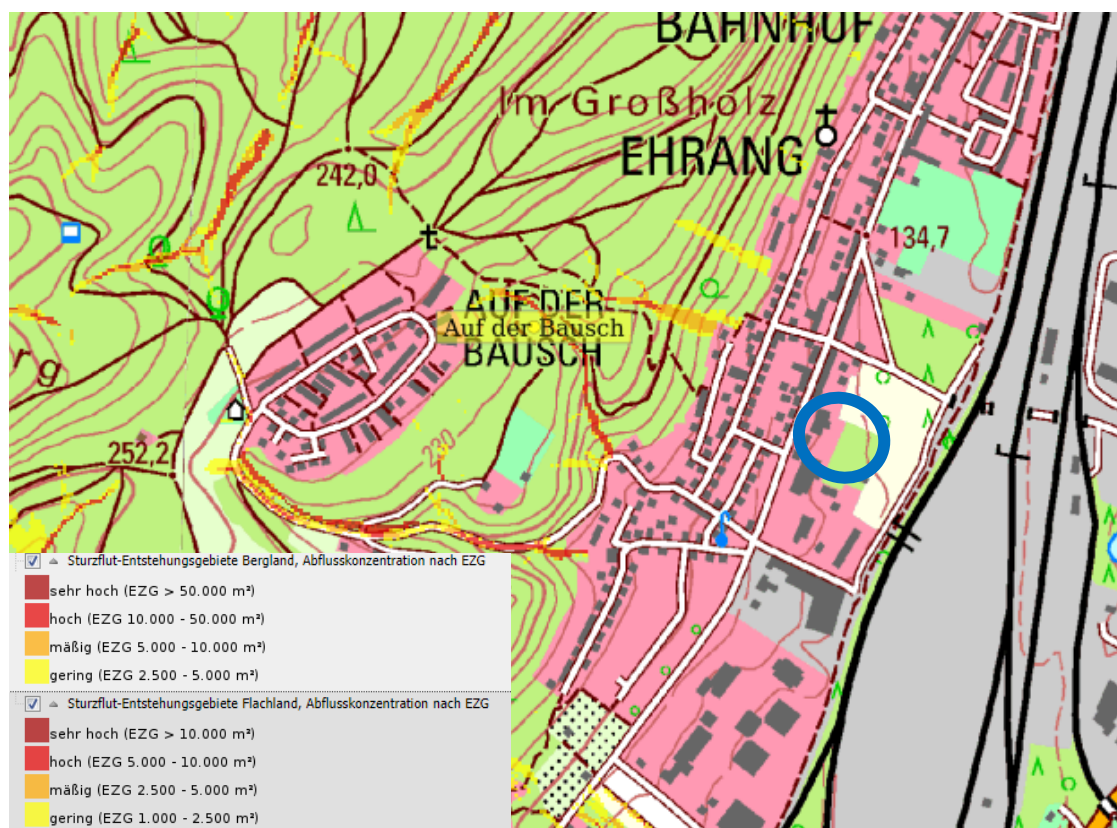 BAHNHOF
Im Großholz
EHRANG
242,0
134,7
AUF DER
Auf der Bausch
BAUSCH
rg
252,2
230
Sturzflut-Entstehungsgebiete Bergland, Abflusskonzentration nach EZG
sehr hoch (EZG > 50.000 m²)
hoch (EZG 10.000 - 50.000 m²)
mäßig (EZG 5.000 - 10.000 m²)
gering (EZG 2.500 - 5.000 m²)
Sturzflut-Entstehungsgebiete Flachland, Abflusskonzentration nach EZG
sehr hoch (EZG > 10.000 m²)
hoch (EZG 5.000 - 10.000 m²)
mäßig (EZG 2.500 - 5.000 m²)
gering (EZG 1.000 - 2.500 m²)